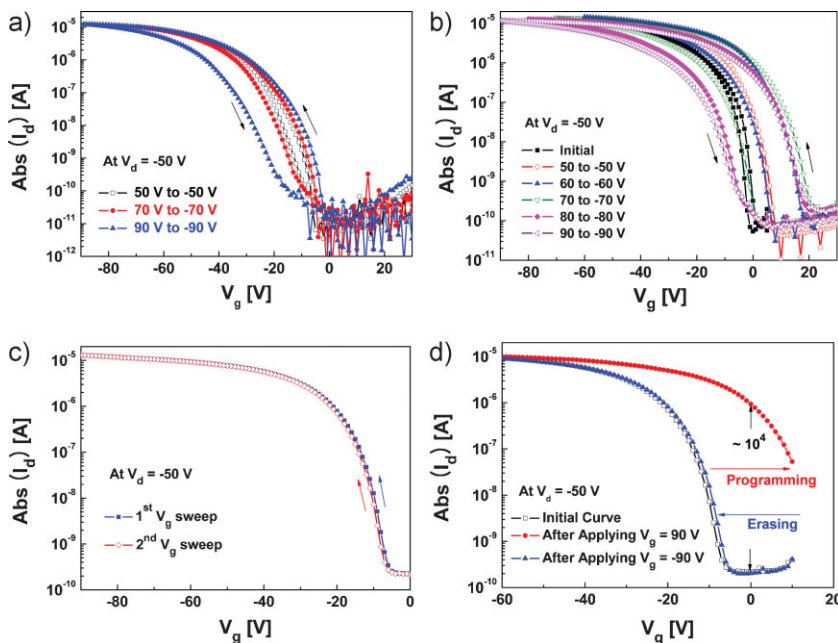 a)
10⁻⁴
10⁻⁵
10⁻⁶
10⁻⁷
10⁻⁸
10⁻⁹
10⁻¹⁰
10⁻¹¹
10⁻¹²
Abs (I_d) [A]
At V_d = -50 V
50 V to -50 V
70 V to -70 V
90 V to -90 V
-80 -60 -40 -20 0 20
V_g [V]
b)
10⁻⁵
10⁻⁶
10⁻⁷
10⁻⁸
10⁻⁹
10⁻¹⁰
10⁻¹¹
Abs (I_d) [A]
At V_d = -50 V
Initial
50 to -50 V
60 to -60 V
70 to -70 V
80 to -80 V
90 to -90 V
-80 -60 -40 -20 0 20
V_g [V]
c)
10⁻⁴
10⁻⁵
10⁻⁶
10⁻⁷
10⁻⁸
10⁻⁹
10⁻¹⁰
Abs (I_d) [A]
At V_d = -50 V
1st V_g sweep
2nd V_g sweep
-80 -60 -40 -20 0
V_g [V]
d)
10⁻⁴
10⁻⁵
10⁻⁶
10⁻⁷
10⁻⁸
10⁻⁹
10⁻¹⁰
Abs (I_d) [A]
~ 10⁴
Programming
Erasing
At V_d = -50 V
Initial Curve
After Applying V_g = 90 V
After Applying V_g = -90 V
-60 -40 -20 0 20
V_g [V]